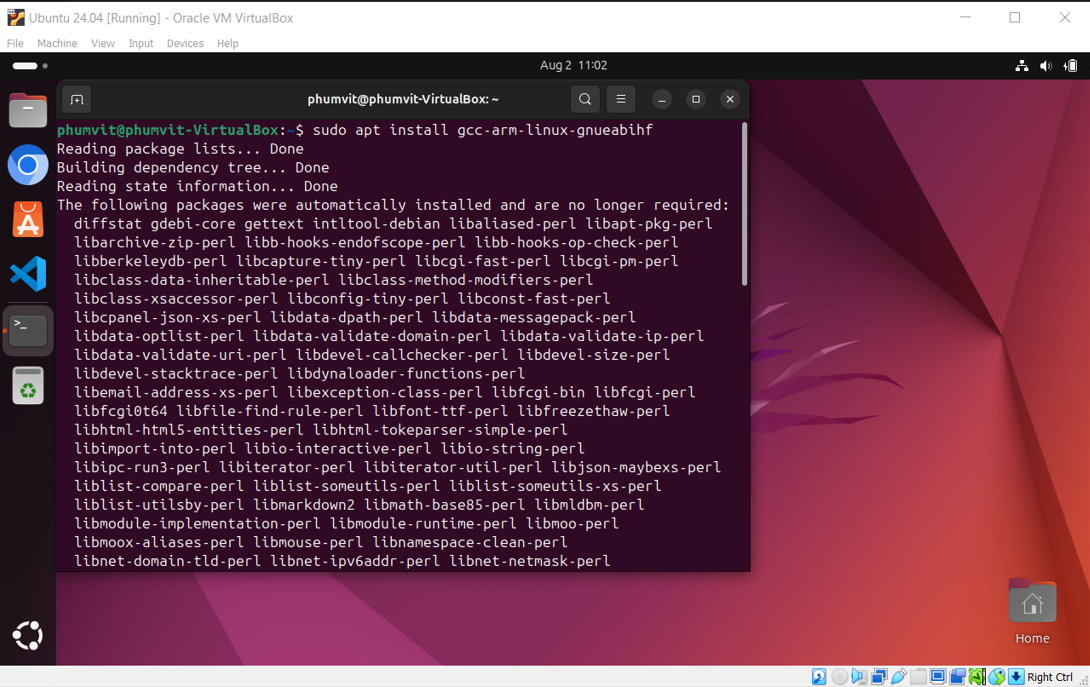 Ubuntu 24.04 [Running] - Oracle VM VirtualBox
File Machine View Input Devices Help
Aug 2 11:02
phumvit@phumvit-VirtualBox: ~
phumvit@phumvit-VirtualBox:~$ sudo apt install gcc-arm-linux-gnueabihf
Reading package lists... Done
Building dependency tree... Done
Reading state information... Done
The following packages were automatically installed and are no longer required:
diffstat gdebi-core gettext intltool-debian libaliased-perl libapt-pkg-perl
libarchive-zip-perl libb-hooks-endofscope-perl libb-hooks-op-check-perl
libberkeleydb-perl libcapture-tiny-perl libcgi-fast-perl libcgi-pm-perl
libclass-data-inheritable-perl libclass-method-modifiers-perl
libclass-xsaccessor-perl libconfig-tiny-perl libconst-fast-perl
libcpanel-json-xs-perl libdata-dpath-perl libdata-messagepack-perl
libdata-optlist-perl libdata-validate-domain-perl libdata-validate-ip-perl
libdata-validate-uri-perl libdevel-callchecker-perl libdevel-size-perl
libdevel-stacktrace-perl libdynaloader-functions-perl
libemail-address-xs-perl libexception-class-perl libfcgi-bin libfcgi-perl
libfcgi0t64 libfile-find-rule-perl libfont-ttf-perl libfreezethaw-perl
libhtml-html5-entities-perl libhtml-tokeparser-simple-perl
libimport-into-perl libio-interactive-perl libio-string-perl
libipc-run3-perl libiterator-perl libiterator-util-perl libjson-maybexs-perl
liblist-compare-perl liblist-someutils-perl liblist-someutils-xs-perl
liblist-utilsby-perl libmarkdown2 libmath-base85-perl libmldbm-perl
libmodule-implementation-perl libmodule-runtime-perl libmoo-perl
libmoox-aliases-perl libmouse-perl libnamespace-clean-perl
libnet-domain-tld-perl libnet-ipv6addr-perl libnet-netmask-perl
Home
Right Ctrl